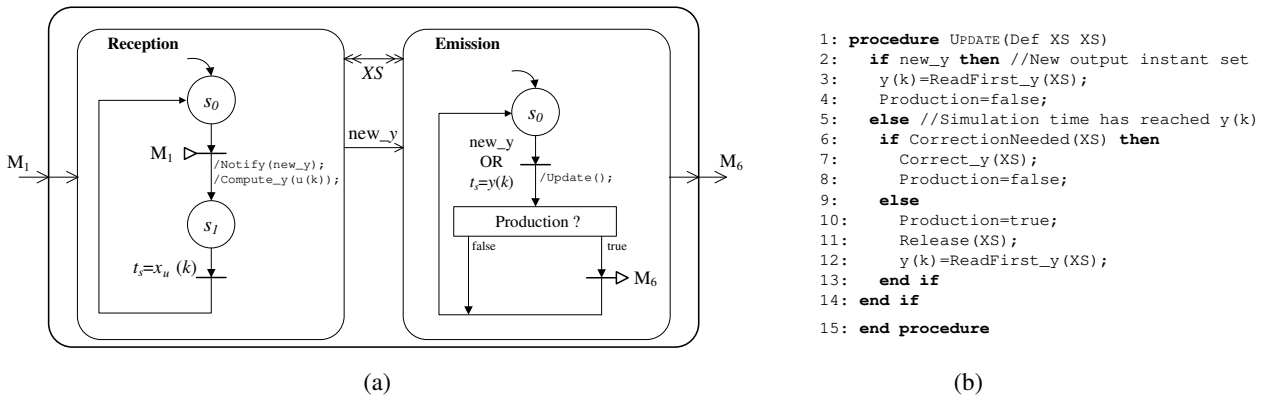 Reception
Emission
XS
new_y
M1
M6
s0
M1
/Notify(new_y);
/Compute_y(u(k));
s1
ts=xu (k)
s0
new_y
OR
ts=y(k)
/Update();
Production ?
false
true
M6
(a)
1: procedure UPDATE(Def XS XS)
2: if new_y then //New output instant set
3: y(k)=ReadFirst_y(XS);
4: Production=false;
5: else //Simulation time has reached y(k)
6: if CorrectionNeeded(XS) then
7: Correct_y(XS);
8: Production=false;
9: else
10: Production=true;
11: Release(XS);
12: y(k)=ReadFirst_y(XS);
13: end if
14: end if
15: end procedure
(b)